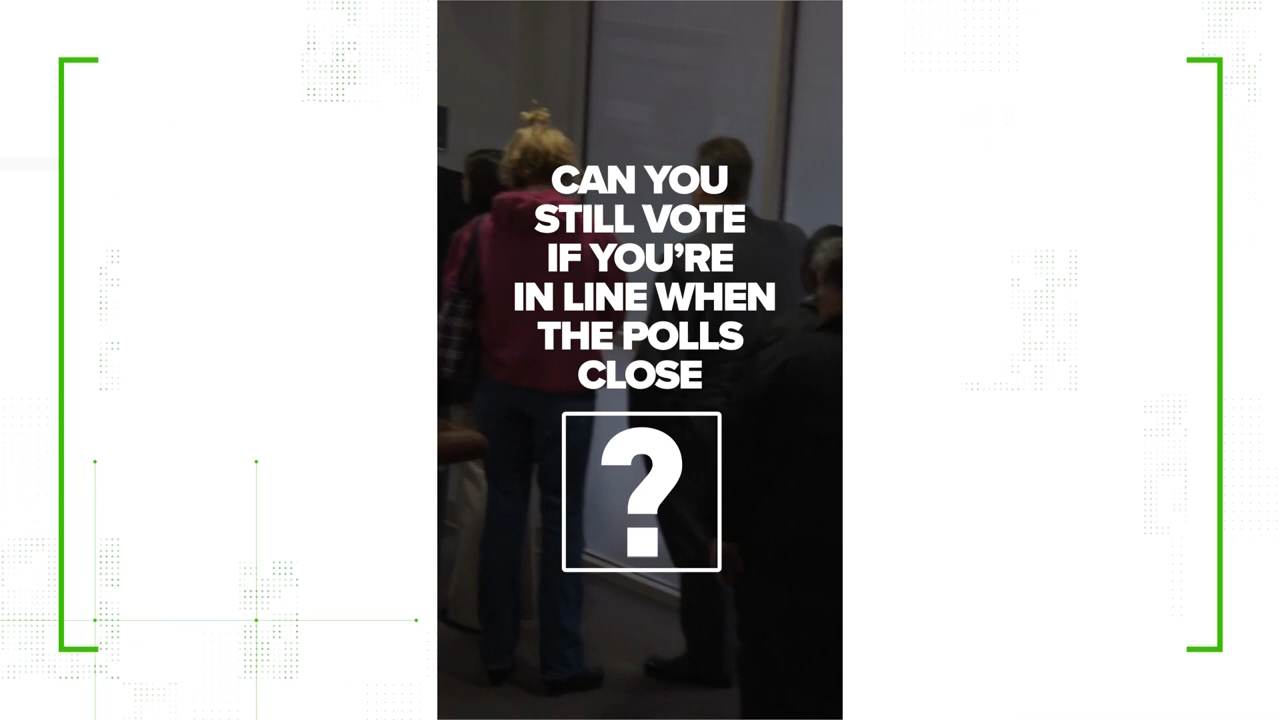 CAN YOU
STILL VOTE
IF YOU’RE
IN LINE WHEN
THE POLLS
CLOSE
?